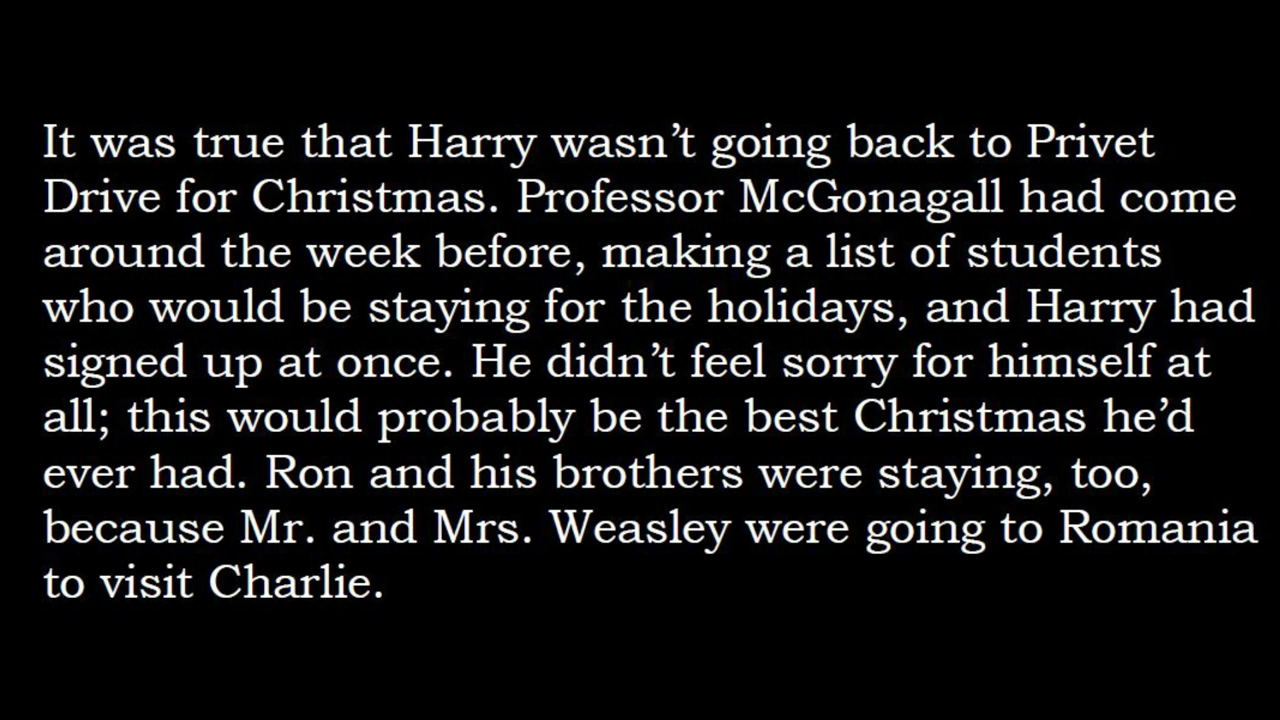 It was true that Harry wasn’t going back to Privet
Drive for Christmas. Professor McGonagall had come
around the week before, making a list of students
who would be staying for the holidays, and Harry had
signed up at once. He didn’t feel sorry for himself at
all; this would probably be the best Christmas he’d
ever had. Ron and his brothers were staying, too,
because Mr. and Mrs. Weasley were going to Romania
to visit Charlie.